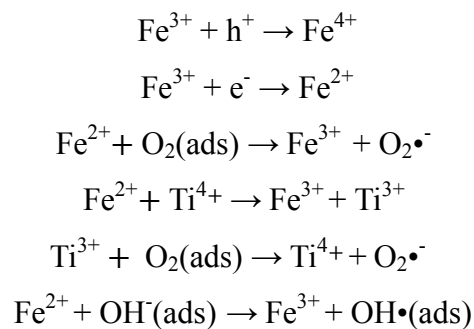 Fe³⁺ + h⁺ → Fe⁴⁺
Fe³⁺ + e⁻ → Fe²⁺
Fe²⁺ + O₂(ads) → Fe³⁺ + O₂•⁻
Fe²⁺ + Ti⁴⁺ → Fe³⁺ + Ti³⁺
Ti³⁺ + O₂(ads) → Ti⁴⁺ + O₂•⁻
Fe²⁺ + OH⁻(ads) → Fe³⁺ + OH•(ads)